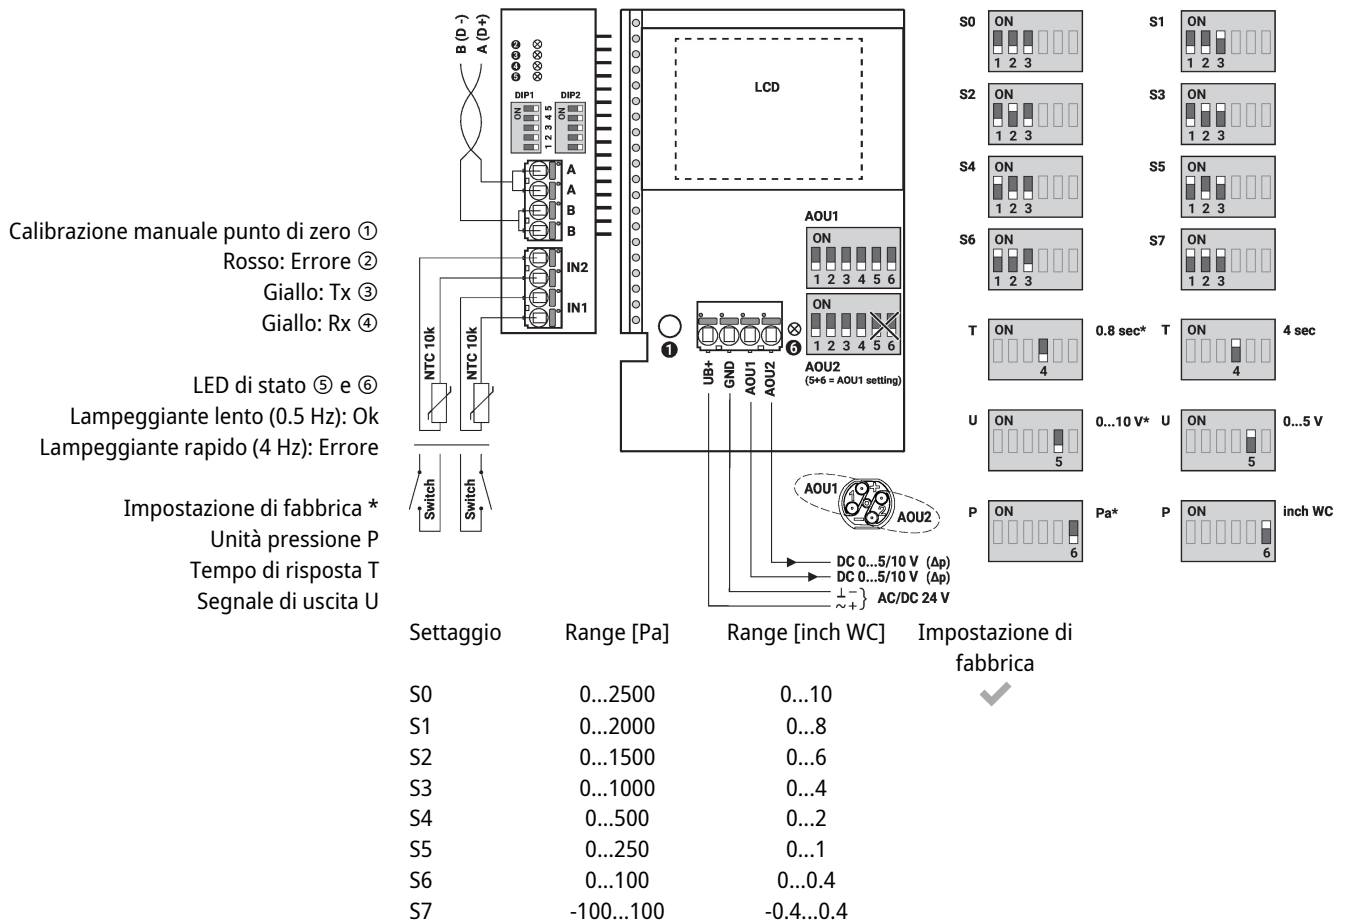 B (D -)
A (D+)
❷
❸
❹
❺
DIP1
DIP2
ON
1 2 3 4 5
ON
A
A
B
B
IN2
IN1
NTC 10k
NTC 10k
Switch
Switch
Calibrazione manuale punto di zero ①
Rosso: Errore ②
Giallo: Tx ③
Giallo: Rx ④
LED di stato ⑤ e ⑥
Lampeggiante lento (0.5 Hz): Ok
Lampeggiante rapido (4 Hz): Errore
Impostazione di fabbrica *
Unità pressione P
Tempo di risposta T
Segnale di uscita U
LCD
AOU1
ON
1 2 3 4 5 6
ON
1 2 3 4 5 6
AOU2
(5+6 = AOU1 setting)
❶
❻
UB+
GND
AOU1
AOU2
AOU1
1
2
AOU2
DC 0...5/10 V (Δp)
DC 0...5/10 V (Δp)
⊥ –
~ +
} AC/DC 24 V
S0
ON
1 2 3
S1
ON
1 2 3
S2
ON
1 2 3
S3
ON
1 2 3
S4
ON
1 2 3
S5
ON
1 2 3
S6
ON
1 2 3
S7
ON
1 2 3
T
ON
4
0.8 sec*
T
ON
4
4 sec
U
ON
5
0...10 V*
U
ON
5
0...5 V
P
ON
6
Pa*
P
ON
6
inch WC
Settaggio Range [Pa] Range [inch WC] Impostazione di
fabbrica
S0 0...2500 0...10 ✔
S1 0...2000 0...8
S2 0...1500 0...6
S3 0...1000 0...4
S4 0...500 0...2
S5 0...250 0...1
S6 0...100 0...0.4
S7 -100...100 -0.4...0.4